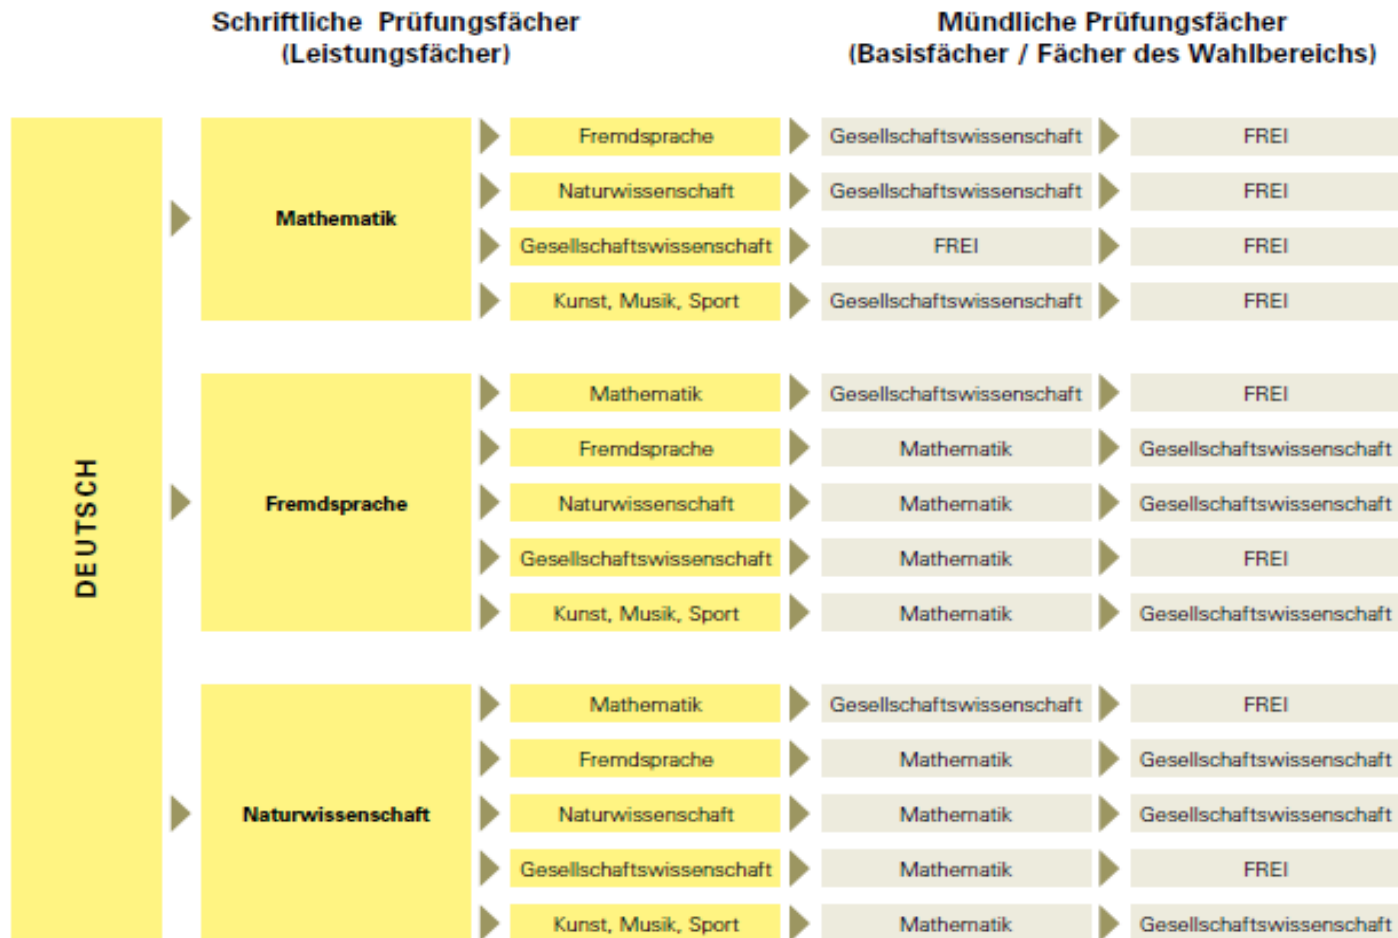 Schriftliche Prüfungsfächer
(Leistungsfächer)
Mündliche Prüfungsfächer
(Basisfächer / Fächer des Wahlbereichs)
DEUTSCH
Mathematik
Fremdsprache
Gesellschaftswissenschaft
FREI
Naturwissenschaft
Gesellschaftswissenschaft
FREI
Gesellschaftswissenschaft
FREI
FREI
Kunst, Musik, Sport
Gesellschaftswissenschaft
FREI
Fremdsprache
Mathematik
Gesellschaftswissenschaft
FREI
Fremdsprache
Mathematik
Gesellschaftswissenschaft
Naturwissenschaft
Mathematik
Gesellschaftswissenschaft
Gesellschaftswissenschaft
Mathematik
FREI
Kunst, Musik, Sport
Mathematik
Gesellschaftswissenschaft
Naturwissenschaft
Mathematik
Gesellschaftswissenschaft
FREI
Fremdsprache
Mathematik
Gesellschaftswissenschaft
Naturwissenschaft
Mathematik
Gesellschaftswissenschaft
Gesellschaftswissenschaft
Mathematik
FREI
Kunst, Musik, Sport
Mathematik
Gesellschaftswissenschaft